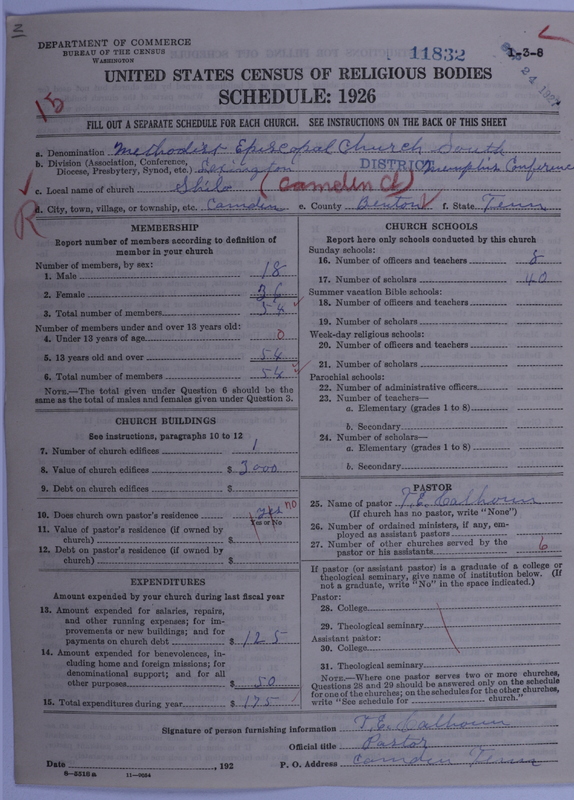 2
DEPARTMENT OF COMMERCE
BUREAU OF THE CENSUS
WASHINGTON
11832
1-3-8
UNITED STATES CENSUS OF RELIGIOUS BODIES
SCHEDULE: 1926
15
FILL OUT A SEPARATE SCHEDULE FOR EACH CHURCH. SEE INSTRUCTIONS ON THE BACK OF THIS SHEET
a. Denomination Methodist Episcopal Church South
b. Division (Association, Conference, Diocese, Presbytery, Synod, etc.) Lexington DISTRICT Memphis Conference
c. Local name of church Shilo (Camden Ct)
R
d. City, town, village, or township, etc. Camden e. County Benton f. State Tenn
MEMBERSHIP
Report number of members according to definition of
member in your church
Number of members, by sex:
1. Male 18
2. Female 36
3. Total number of members 54
Number of members under and over 13 years old:
4. Under 13 years of age 0
5. 13 years old and over 54
6. Total number of members 54
NOTE.—The total given under Question 6 should be the
same as the total of males and females given under Question 3.
CHURCH BUILDINGS
See instructions, paragraphs 10 to 12
7. Number of church edifices 1
8. Value of church edifices $ 3000
9. Debt on church edifices $
10. Does church own pastor's residence yes no
Yes or No
11. Value of pastor's residence (if owned by
church) $
12. Debt on pastor's residence (if owned by
church) $
EXPENDITURES
Amount expended by your church during last fiscal year
13. Amount expended for salaries, repairs,
and other running expenses; for im-
provements or new buildings; and for
payments on church debt $ 125
14. Amount expended for benevolences, in-
cluding home and foreign missions; for
denominational support; and for all
other purposes $ 50
15. Total expenditures during year $ 175
CHURCH SCHOOLS
Report here only schools conducted by this church
Sunday schools:
16. Number of officers and teachers 8
17. Number of scholars 40
Summer vacation Bible schools:
18. Number of officers and teachers
19. Number of scholars
Week-day religious schools:
20. Number of officers and teachers
21. Number of scholars
Parochial schools:
22. Number of administrative officers
23. Number of teachers—
a. Elementary (grades 1 to 8)
b. Secondary
24. Number of scholars—
a. Elementary (grades 1 to 8)
b. Secondary
PASTOR
25. Name of pastor T.E. Calhoun
(If church has no pastor, write "None")
26. Number of ordained ministers, if any, em-
ployed as assistant pastors
27. Number of other churches served by the
pastor or his assistants 6
If pastor (or assistant pastor) is a graduate of a college or
theological seminary, give name of institution below. (If
not a graduate, write "No" in the space indicated.)
Pastor:
28. College
29. Theological seminary
Assistant pastor:
30. College
31. Theological seminary
NOTE.—Where one pastor serves two or more churches,
Questions 28 and 29 should be answered only on the schedule
for one of the churches; on the schedules for the other churches,
write "See schedule for church."
Signature of person furnishing information T.E. Calhoun
Official title Pastor
Date , 192 P. O. Address Camden Tenn
6—5518a 11—9034